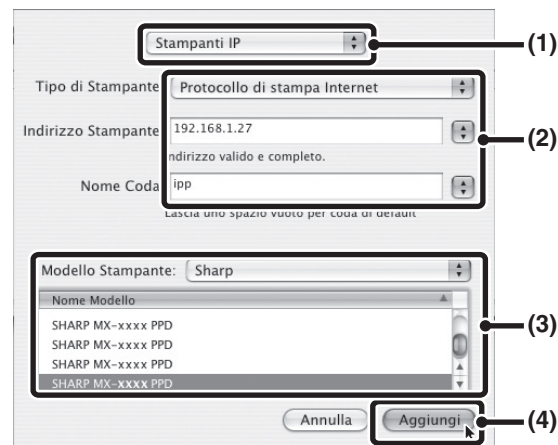 Stampanti IP
(1)
Tipo di Stampante Protocollo di stampa Internet
Indirizzo Stampante 192.168.1.27
(2)
ndirizzo valido e completo.
Nome Coda ipp
Lascia uno spazio vuoto per coda di default
Modello Stampante: Sharp
Nome Modello
SHARP MX-xxxx PPD
(3)
SHARP MX-xxxx PPD
SHARP MX-xxxx PPD
SHARP MX-xxxx PPD
Annulla Aggiungi (4)